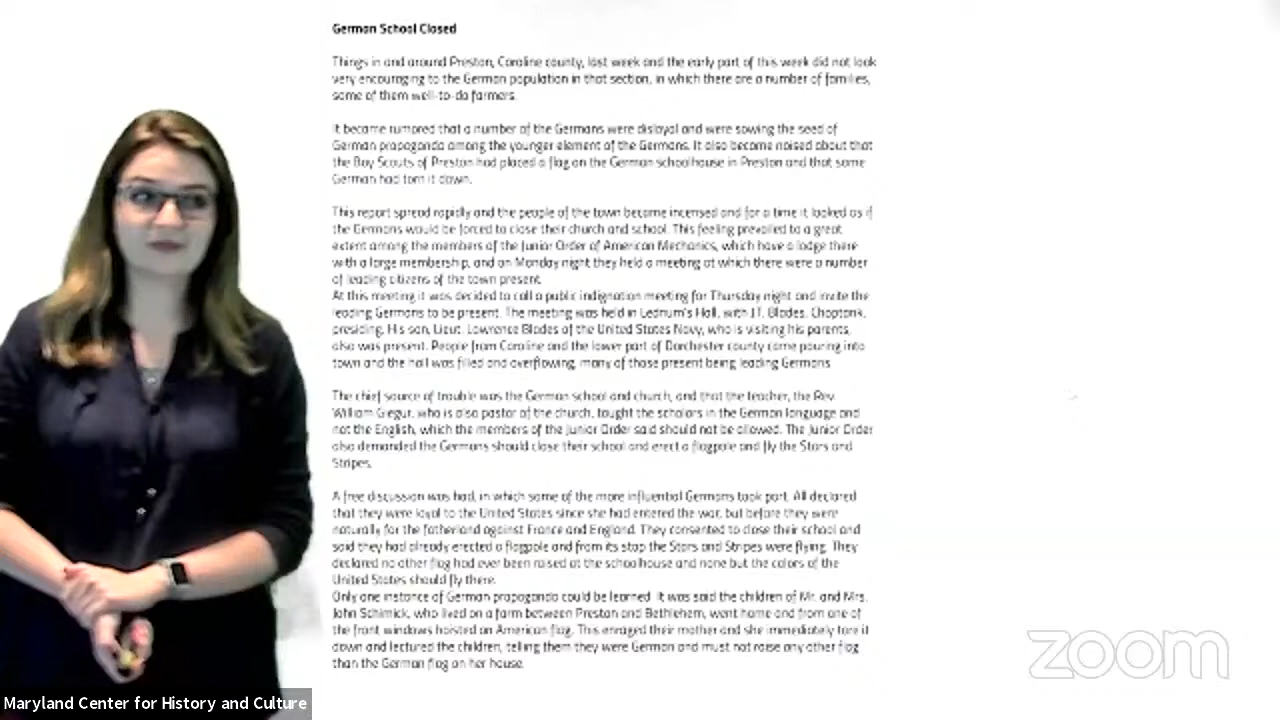 German School Closed
Things in and around Preston, Caroline county, last week and the early part of this week did not look
very encouraging to the German population in that section, in which there are a number of families,
some of them well-to-do farmers.
It became rumored that a number of the Germans were disloyal and were sowing the seed of
German propaganda among the younger element of the Germans. It also became noised about that
the Boy Scouts of Preston had placed a flag on the German schoolhouse in Preston and that some
German had torn it down.
This report spread rapidly and the people of the town became incensed and for a time it looked as if
the Germans would be forced to close their church and school. This feeling prevailed to a great
extent among the members of the Junior Order of American Mechanics, which have a lodge there
with a large membership, and on Monday night they held a meeting at which there were a number
of leading citizens of the town present.
At this meeting it was decided to call a public indignation meeting for Thursday night and invite the
leading Germans to be present. The meeting was held in Lednum's Hall, with J.T. Blades, Choptank,
presiding. His son, Lieut. Lawrence Blades of the United States Navy, who is visiting his parents,
also was present. People from Caroline and the lower part of Dorchester county came pouring into
town and the hall was filled and overflowing, many of those present being leading Germans
The chief source of trouble was the German school and church, and that the teacher, the Rev.
William Giegur, who is also pastor of the church, taught the scholars in the German language and
not the English, which the members of the Junior Order said should not be allowed. The Junior Order
also demanded the Germans should close their school and erect a flagpole and fly the Stars and
Stripes.
A free discussion was had, in which some of the more influential Germans took part. All declared
that they were loyal to the United States since she had entered the war, but before they were
naturally for the fatherland against France and England. They consented to close their school and
said they had already erected a flagpole and from its stop the Stars and Stripes were flying. They
declared no other flag had ever been raised at the schoolhouse and none but the colors of the
United States should fly there.
Only one instance of German propaganda could be learned. It was said the children of Mr. and Mrs.
John Schimick, who lived on a farm between Preston and Bethlehem, went home and from one of
the front windows hoisted an American flag. This enraged their mother and she immediately tore it
down and lectured the children, telling them they were German and must not raise any other flag
than the German flag on her house.
zoom
Maryland Center for History and Culture